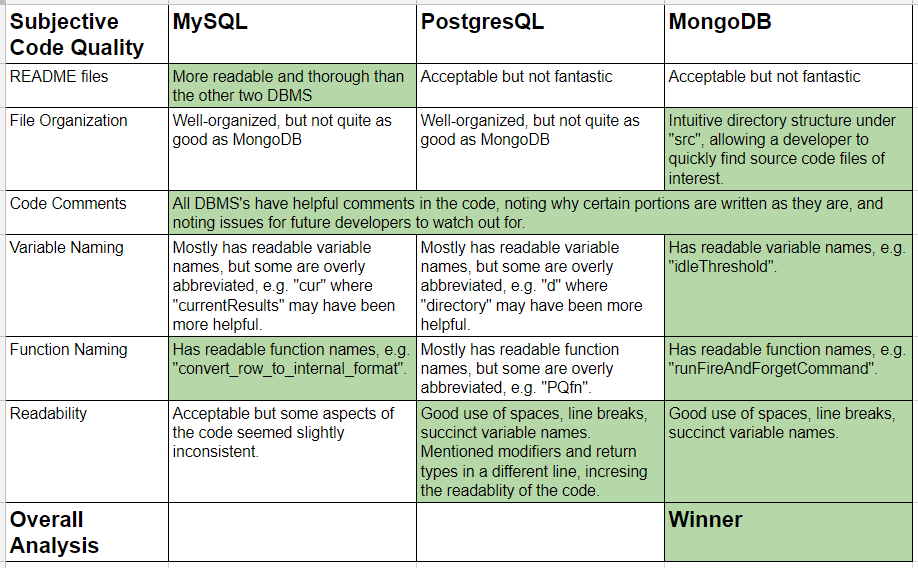 Subjective
Code Quality
MySQL
PostgresQL
MongoDB
README files
More readable and thorough than
the other two DBMS
Acceptable but not fantastic
Acceptable but not fantastic
File Organization
Well-organized, but not quite as
good as MongoDB
Well-organized, but not quite as
good as MongoDB
Intuitive directory structure under
"src", allowing a developer to
quickly find source code files of
interest.
Code Comments
All DBMS's have helpful comments in the code, noting why certain portions are written as they are, and
noting issues for future developers to watch out for.
Variable Naming
Mostly has readable variable
names, but some are overly
abbreviated, e.g. "cur" where
"currentResults" may have been
more helpful.
Mostly has readable variable
names, but some are overly
abbreviated, e.g. "d" where
"directory" may have been more
helpful.
Has readable variable names, e.g.
"idleThreshold".
Function Naming
Has readable function names, e.g.
"convert_row_to_internal_format".
Mostly has readable function
names, but some are overly
abbreviated, e.g. "PQfn".
Has readable function names, e.g.
"runFireAndForgetCommand".
Readability
Acceptable but some aspects of
the code seemed slightly
inconsistent.
Good use of spaces, line breaks,
succinct variable names.
Mentioned modifiers and return
types in a different line, incresing
the readablity of the code.
Good use of spaces, line breaks,
succinct variable names.
Overall
Analysis
Winner